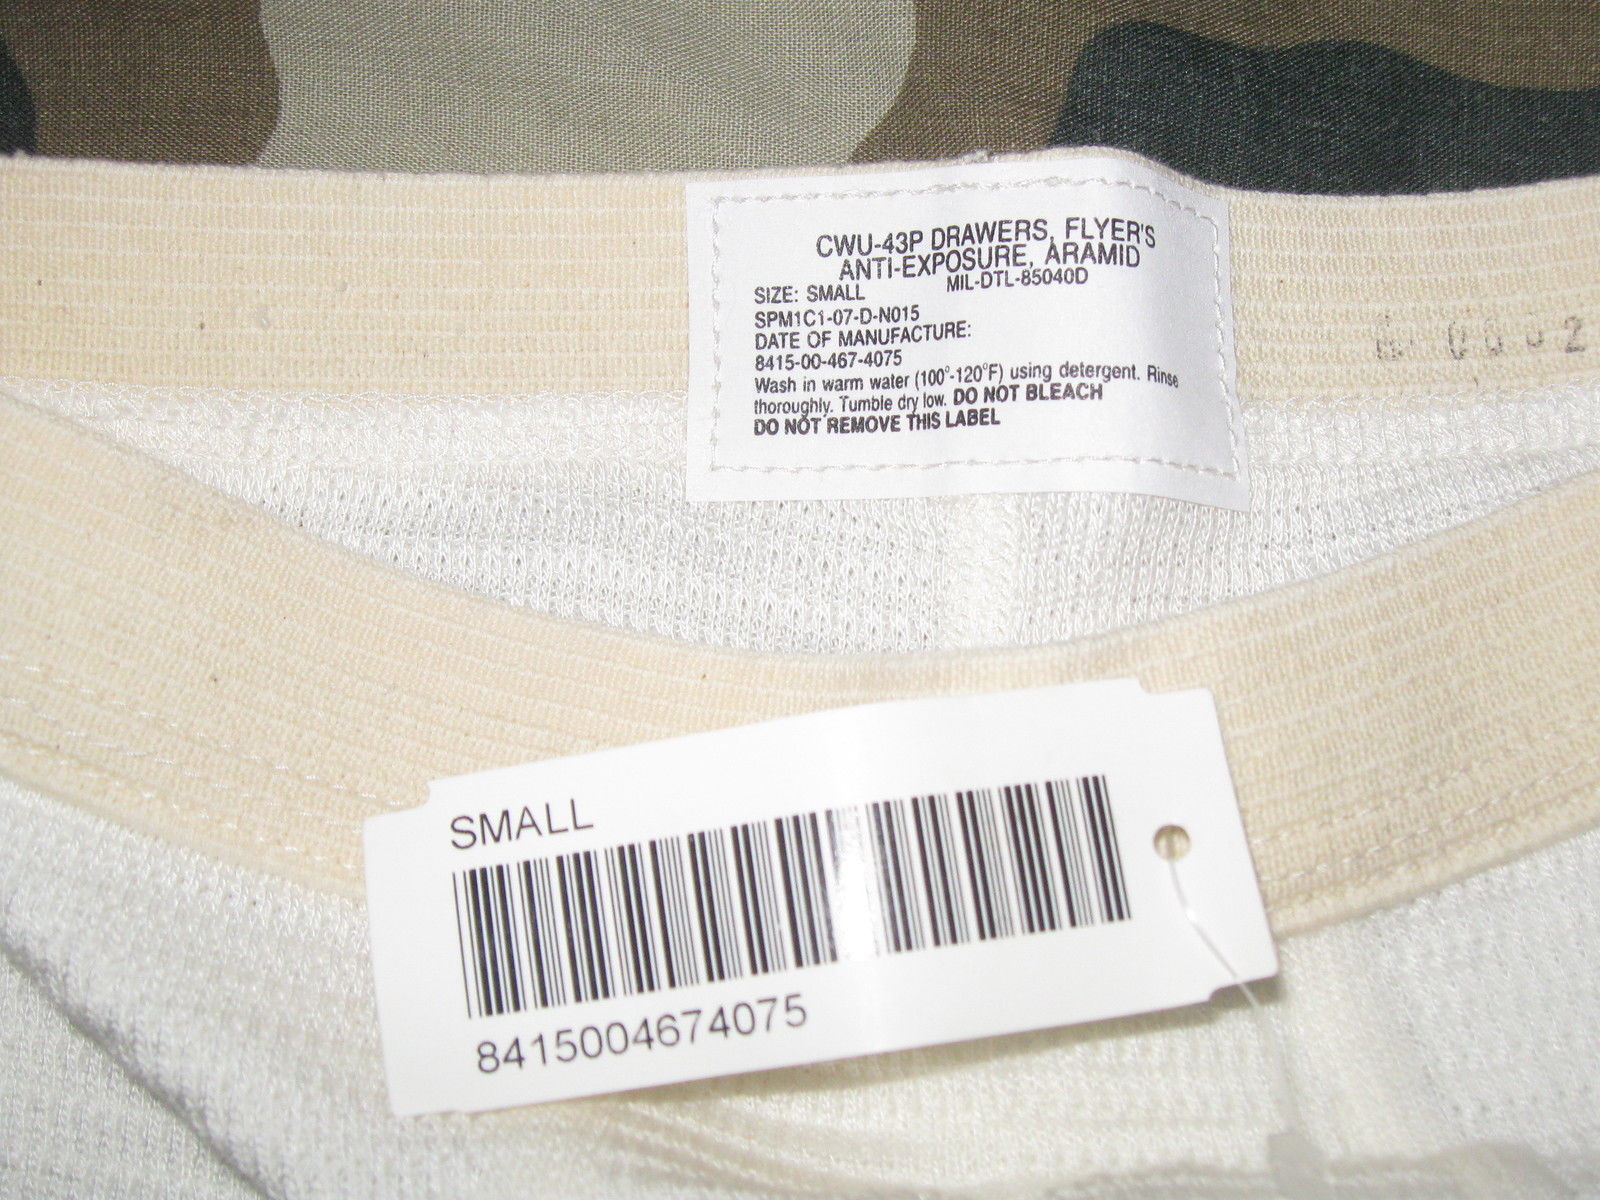 CWU-43P DRAWERS, FLYER'S
ANTI-EXPOSURE, ARAMID
SIZE: SMALL MIL-DTL-85040D
SPM1C1-07-D-N015
DATE OF MANUFACTURE:
8415-00-467-4075
Wash in warm water (100°-120°F) using detergent. Rinse
thoroughly. Tumble dry low. DO NOT BLEACH
DO NOT REMOVE THIS LABEL
SMALL
8415004674075